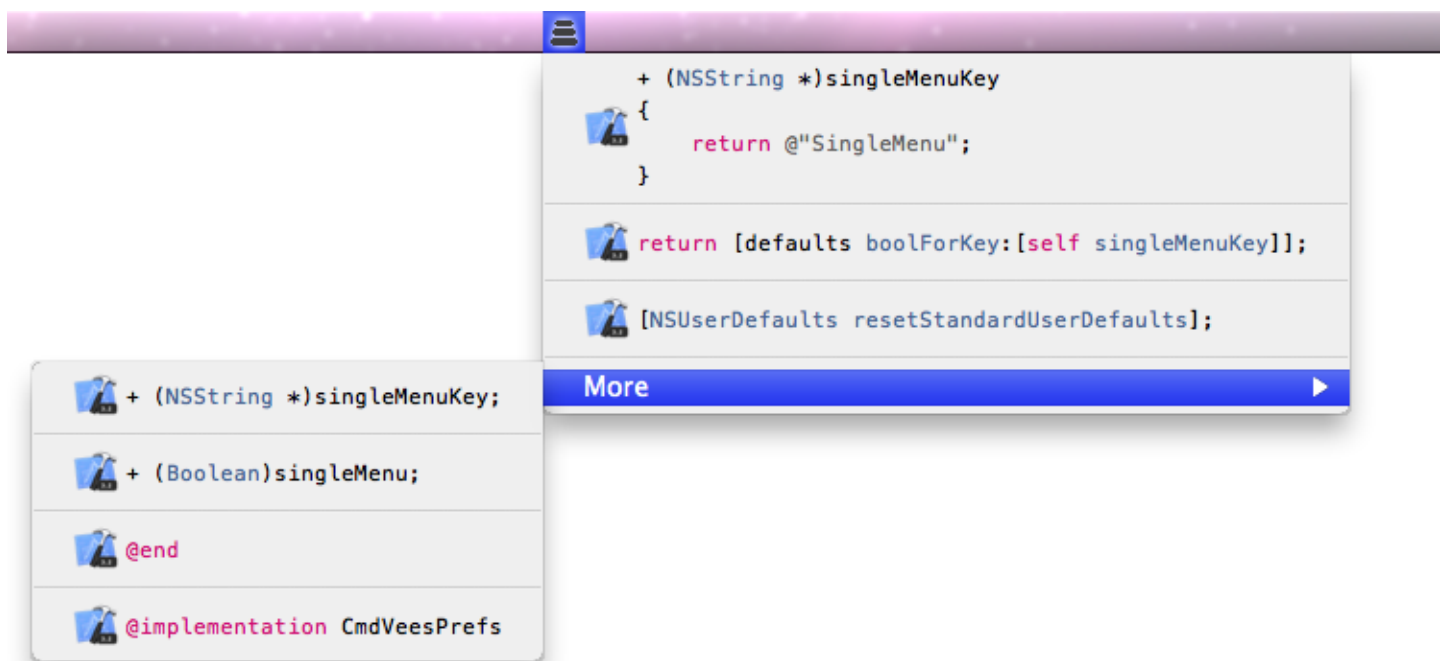 + (NSString *)singleMenuKey
{
    return @"SingleMenu";
}
return [defaults boolForKey:[self singleMenuKey]];
[NSUserDefaults resetStandardUserDefaults];
More
+ (NSString *)singleMenuKey;
+ (Boolean)singleMenu;
@end
@implementation CmdVeesPrefs